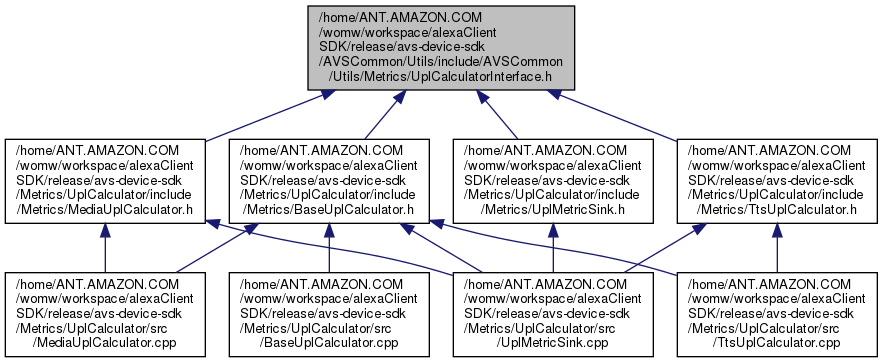 /home/ANT.AMAZON.COM
/womw/workspace/alexaClient
SDK/release/avs-device-sdk
/AVSCommon/Utils/include/AVSCommon
/Utils/Metrics/UplCalculatorInterface.h
/home/ANT.AMAZON.COM
/womw/workspace/alexaClient
SDK/release/avs-device-sdk
/Metrics/UplCalculator/include
/Metrics/MediaUplCalculator.h
/home/ANT.AMAZON.COM
/womw/workspace/alexaClient
SDK/release/avs-device-sdk
/Metrics/UplCalculator/include
/Metrics/BaseUplCalculator.h
/home/ANT.AMAZON.COM
/womw/workspace/alexaClient
SDK/release/avs-device-sdk
/Metrics/UplCalculator/include
/Metrics/UplMetricSink.h
/home/ANT.AMAZON.COM
/womw/workspace/alexaClient
SDK/release/avs-device-sdk
/Metrics/UplCalculator/include
/Metrics/TtsUplCalculator.h
/home/ANT.AMAZON.COM
/womw/workspace/alexaClient
SDK/release/avs-device-sdk
/Metrics/UplCalculator/src
/MediaUplCalculator.cpp
/home/ANT.AMAZON.COM
/womw/workspace/alexaClient
SDK/release/avs-device-sdk
/Metrics/UplCalculator/src
/BaseUplCalculator.cpp
/home/ANT.AMAZON.COM
/womw/workspace/alexaClient
SDK/release/avs-device-sdk
/Metrics/UplCalculator/src
/UplMetricSink.cpp
/home/ANT.AMAZON.COM
/womw/workspace/alexaClient
SDK/release/avs-device-sdk
/Metrics/UplCalculator/src
/TtsUplCalculator.cpp